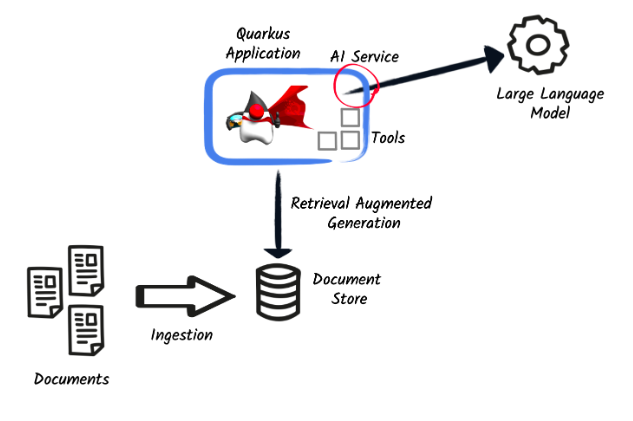 Quarkus
Application
AI Service
Large Language
Model
Tools
Retrieval Augmented
Generation
Document
Store
Ingestion
Documents